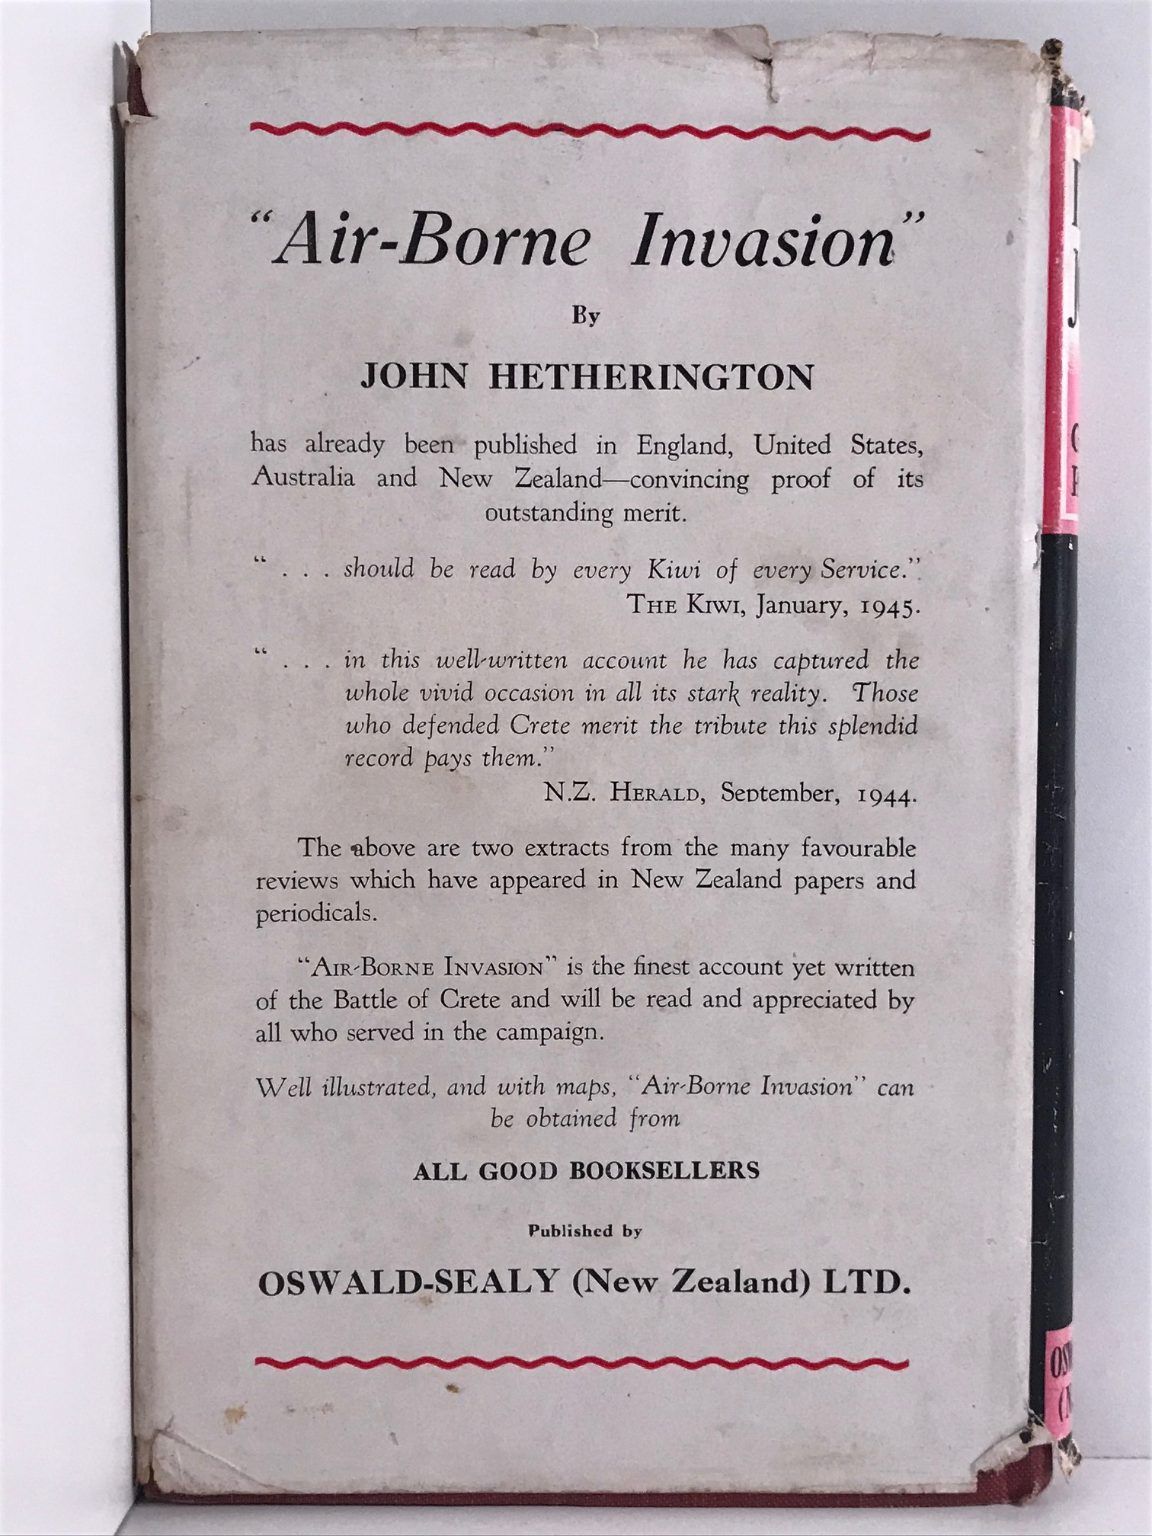 “Air-Borne Invasion”
By
JOHN HETHERINGTON
has already been published in England, United States,
Australia and New Zealand—convincing proof of its
outstanding merit.
“ . . . should be read by every Kiwi of every Service.”
THE KIWI, January, 1945.
“ . . . in this well-written account he has captured the
whole vivid occasion in all its stark reality. Those
who defended Crete merit the tribute this splendid
record pays them.”
N.Z. HERALD, September, 1944.
The above are two extracts from the many favourable
reviews which have appeared in New Zealand papers and
periodicals.
“AIR-BORNE INVASION” is the finest account yet written
of the Battle of Crete and will be read and appreciated by
all who served in the campaign.
Well illustrated, and with maps, “Air-Borne Invasion” can
be obtained from
ALL GOOD BOOKSELLERS
Published by
OSWALD-SEALY (New Zealand) LTD.